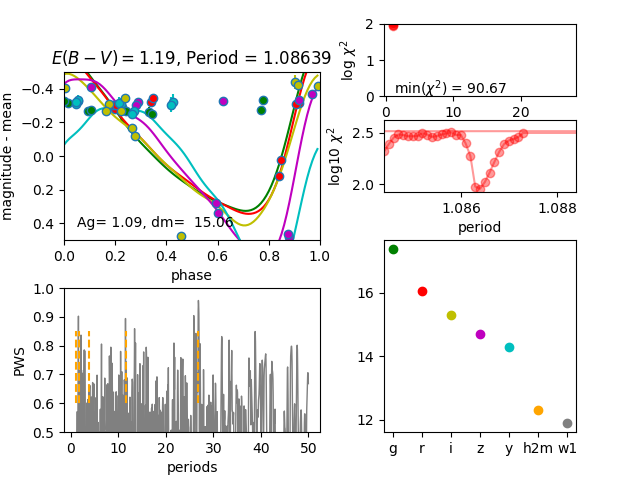 E(B − V) = 1.19, Period = 1.08639
magnitude - mean
−0.4
−0.2
0.0
0.2
0.4
Ag= 1.09, dm= 15.06
0.0 0.2 0.4 0.6 0.8 1.0
phase
log χ²
2
1
0
min(χ²) = 90.67
0 10 20
log10 χ²
2.5
2.0
1.086 1.088
period
PWS
1.0
0.9
0.8
0.7
0.6
0.5
0 10 20 30 40 50
periods
16
14
12
g r i z y h2m w1